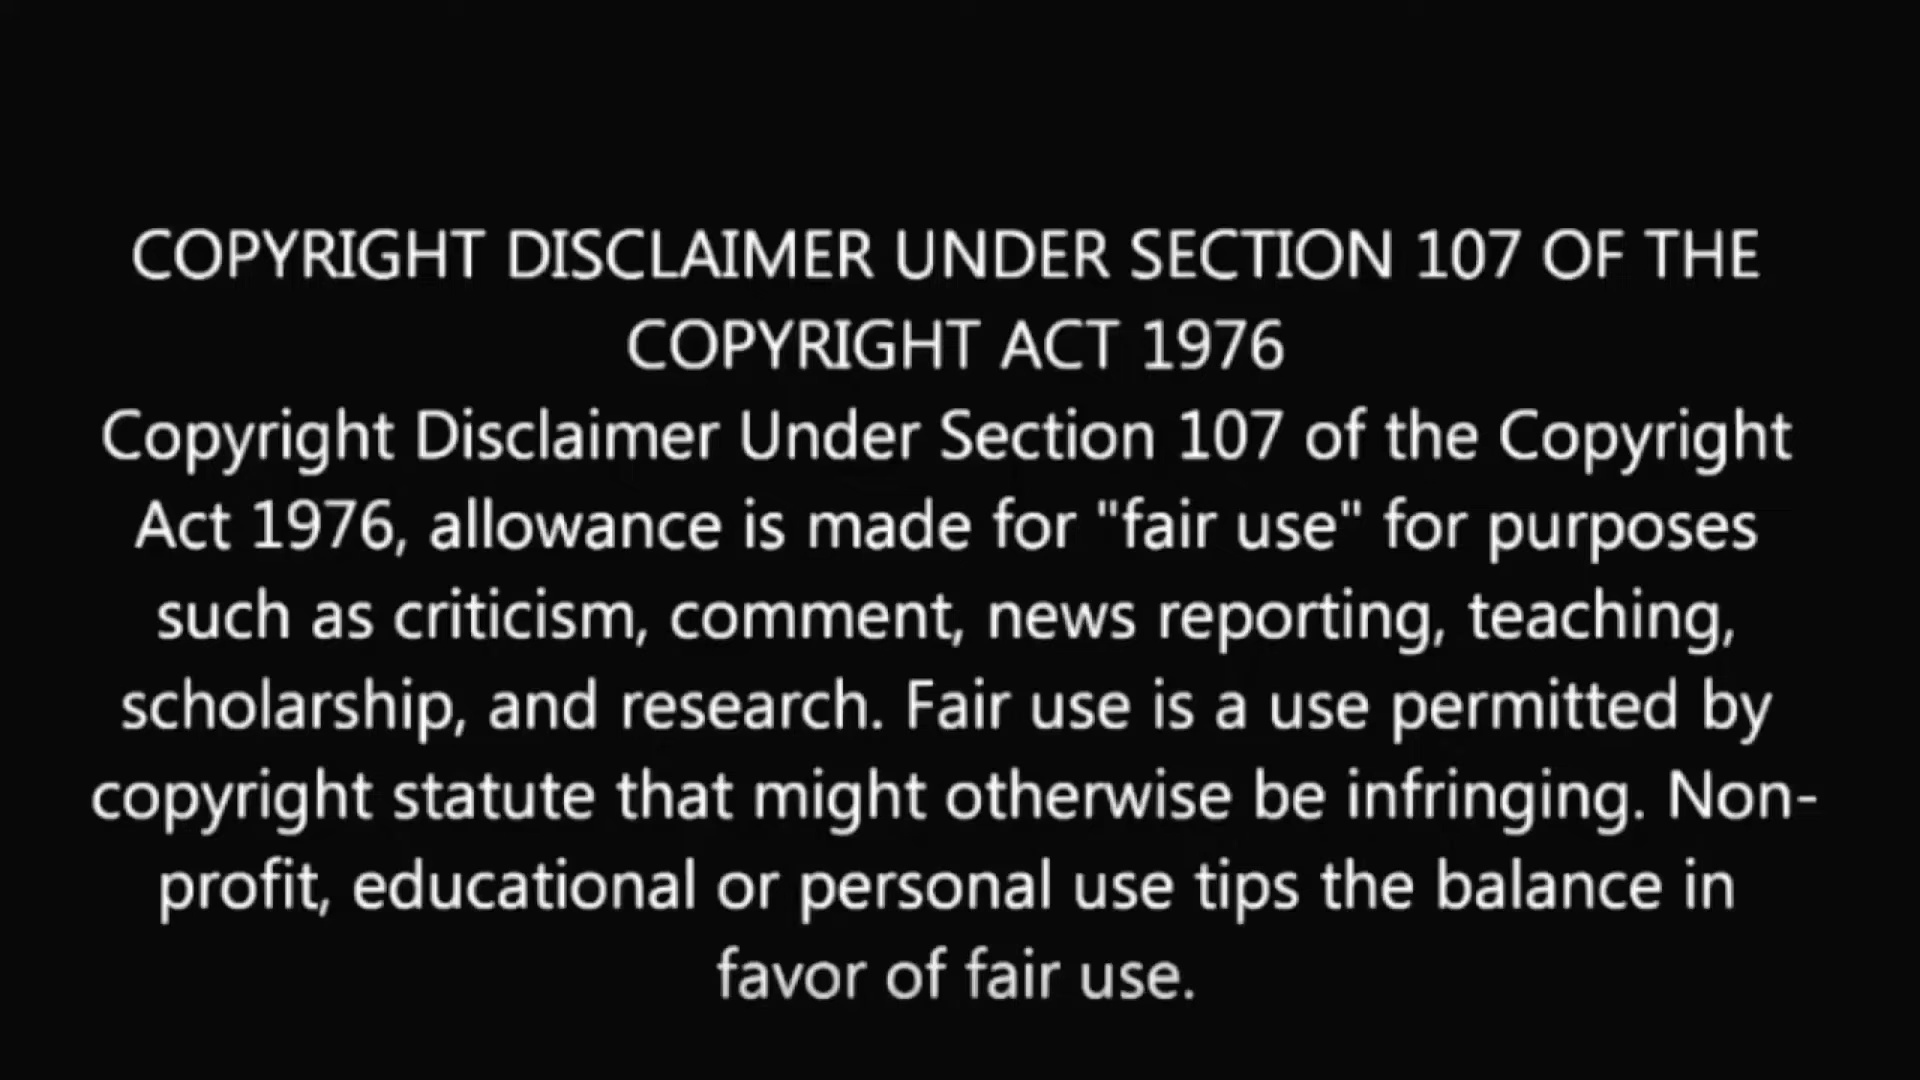 COPYRIGHT DISCLAIMER UNDER SECTION 107 OF THE
COPYRIGHT ACT 1976
Copyright Disclaimer Under Section 107 of the Copyright
Act 1976, allowance is made for "fair use" for purposes
such as criticism, comment, news reporting, teaching,
scholarship, and research. Fair use is a use permitted by
copyright statute that might otherwise be infringing. Non-
profit, educational or personal use tips the balance in
favor of fair use.